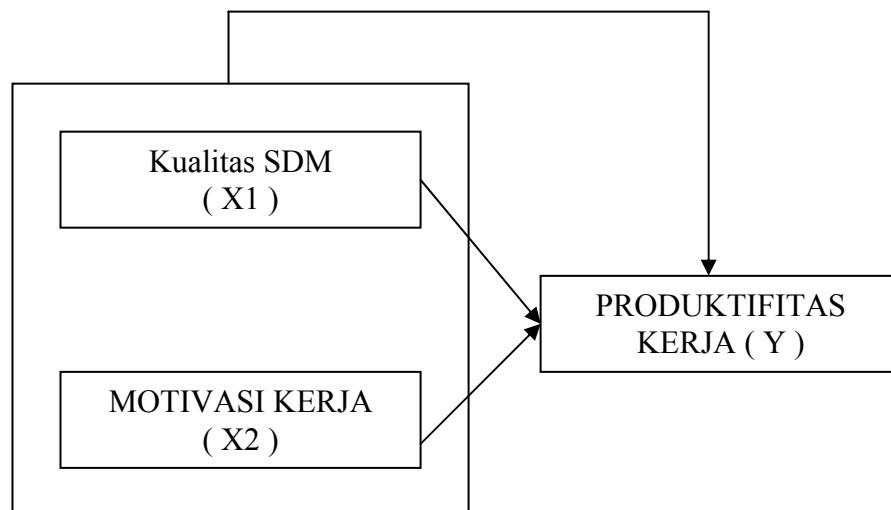 Kualitas SDM
( X1 )
PRODUKTIFITAS
KERJA ( Y )
MOTIVASI KERJA
( X2 )